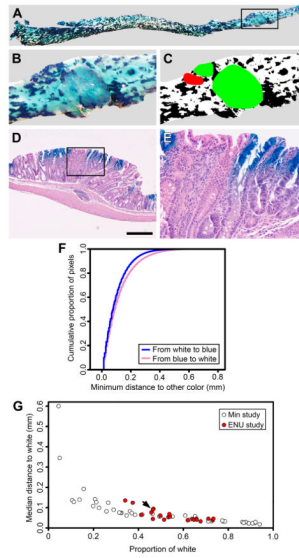 A
B
C
D
E
F
Cumulative proportion of pixels
1.0
0.8
0.6
0.4
0.2
0.0
From white to blue
From blue to white
0.0 0.2 0.4 0.6 0.8
Minimum distance to other color (mm)
G
Median distance to white (mm)
0.6
0.5
0.4
0.3
0.2
0.1
0.0
Min study
ENU study
0.0 0.2 0.4 0.6 0.8 1.0
Proportion of white